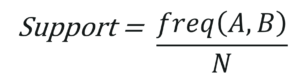 Support = freq(A, B) / N